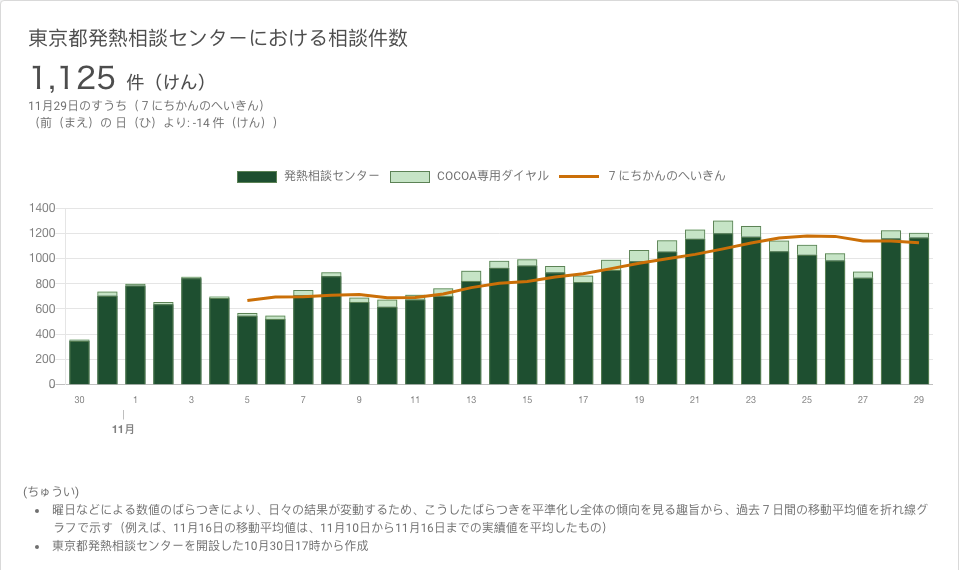 東京都発熱相談センターにおける相談件数
1,125 件（けん）
11月29日のすうち（７にちかんのへいきん）
（前（まえ）の 日（ひ）より: -14 件（けん））
発熱相談センター COCOA専用ダイヤル ７にちかんのへいきん
1400
1200
1000
800
600
400
200
0
30 1 3 5 7 9 11 13 15 17 19 21 23 25 27 29
11月
(ちゅうい)
• 曜日などによる数値のばらつきにより、日々の結果が変動するため、こうしたばらつきを平準化し全体の傾向を見る趣旨から、過去７日間の移動平均値を折れ線グ
ラフで示す（例えば、11月16日の移動平均値は、11月10日から11月16日までの実績値を平均したもの）
• 東京都発熱相談センターを開設した10月30日17時から作成